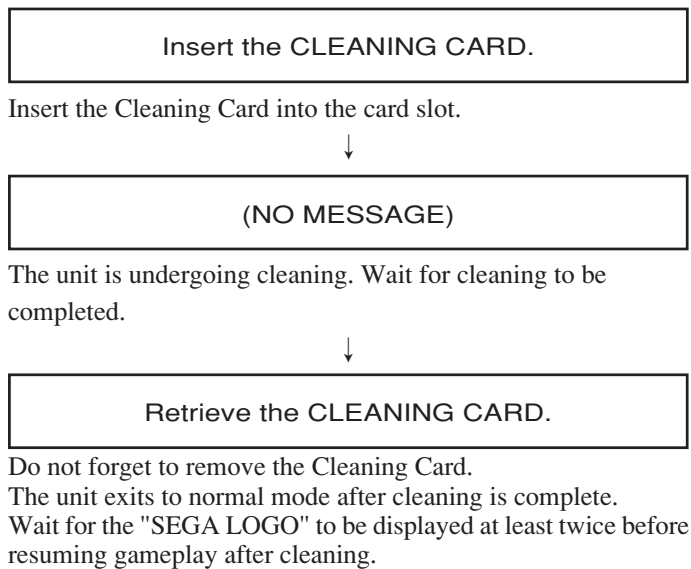 Insert the CLEANING CARD.
Insert the Cleaning Card into the card slot.
↓
(NO MESSAGE)
The unit is undergoing cleaning. Wait for cleaning to be
completed.
↓
Retrieve the CLEANING CARD.
Do not forget to remove the Cleaning Card.
The unit exits to normal mode after cleaning is complete.
Wait for the "SEGA LOGO" to be displayed at least twice before
resuming gameplay after cleaning.